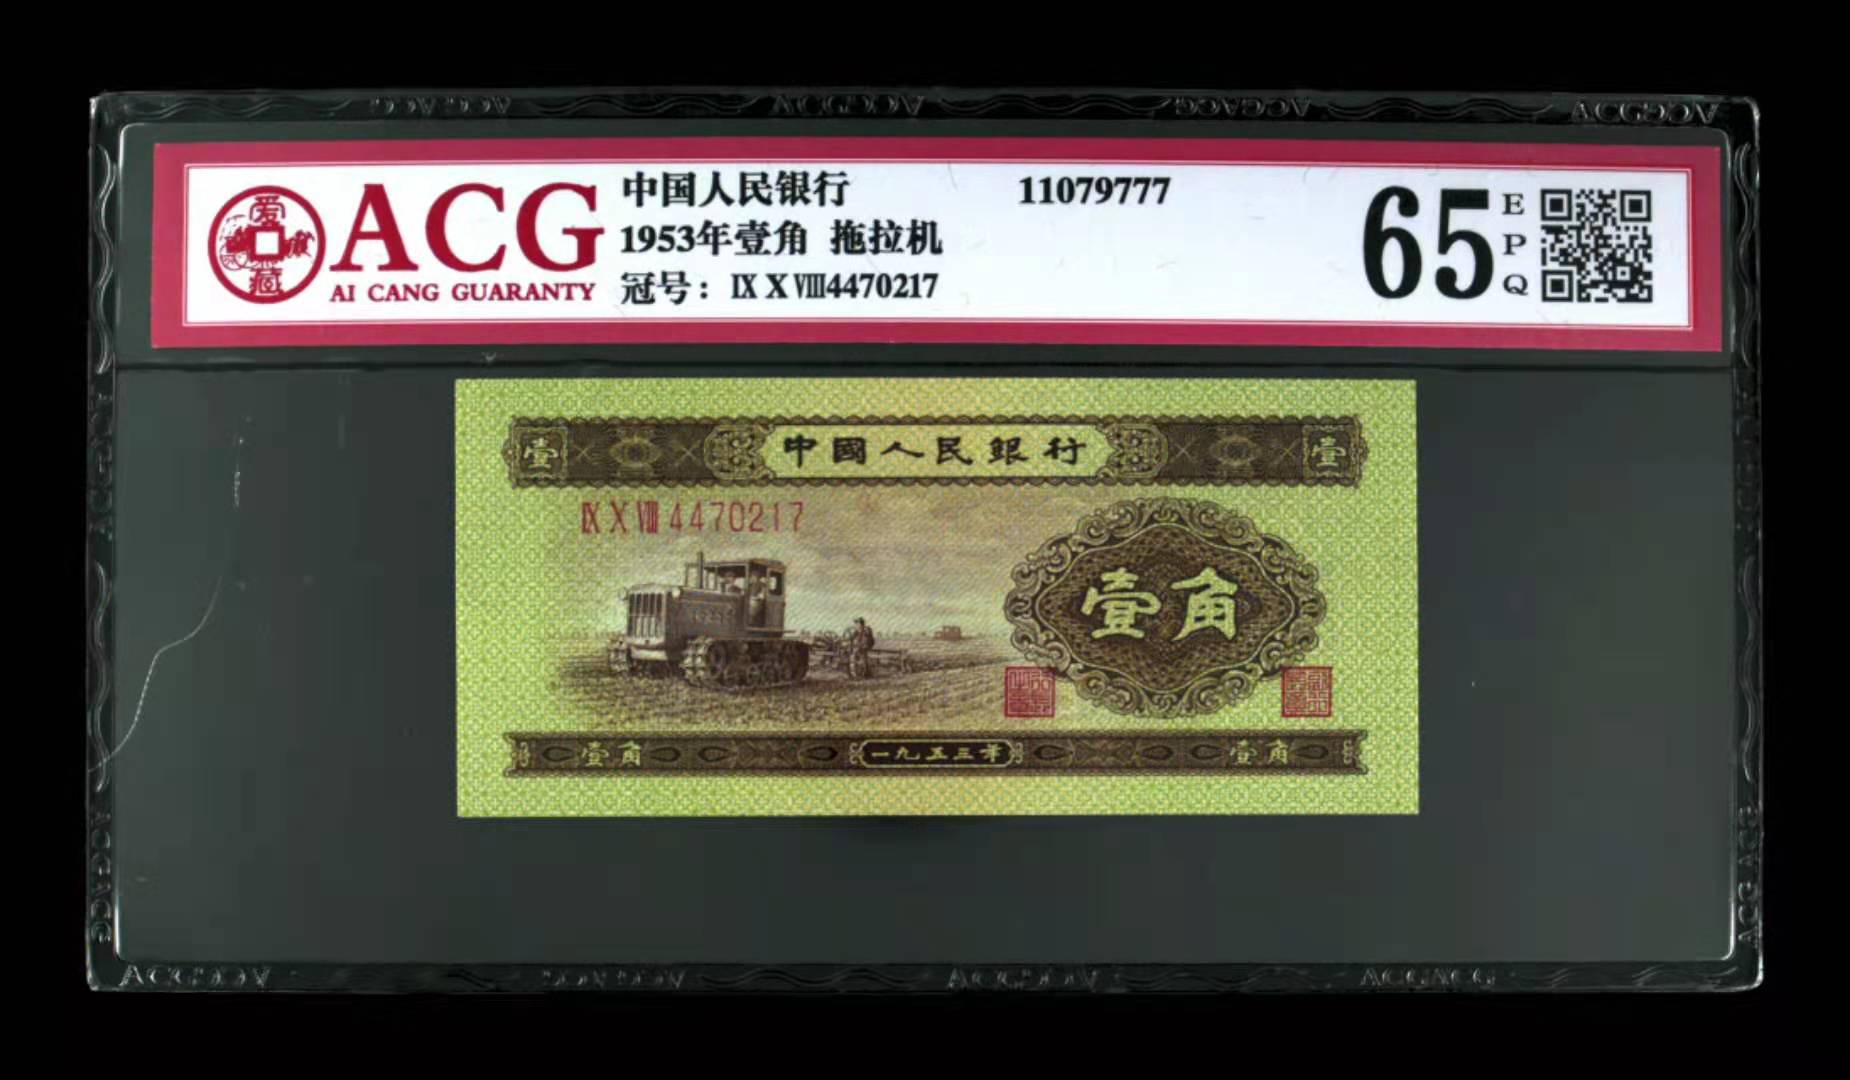 ACG
AI CANG GUARANTY
中国人民银行 11079777
1953年壹角 拖拉机
冠号：ⅨⅩⅧ4470217
65
EPQ
壹 中國人民銀行 壹
ⅨⅩⅧ4470217
壹角
壹角 一九五三年 壹角